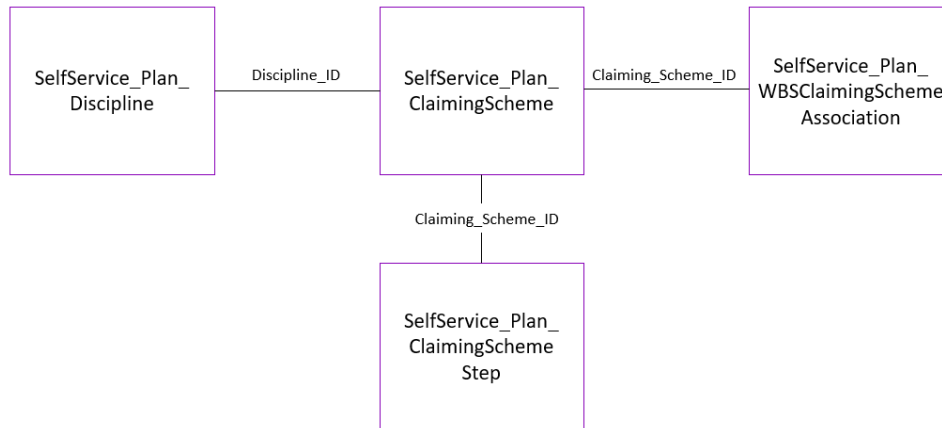 SelfService_Plan_
Discipline
Discipline_ID
SelfService_Plan_
ClaimingScheme
Claiming_Scheme_ID
SelfService_Plan_
WBSClaimingScheme
Association
Claiming_Scheme_ID
SelfService_Plan_
ClaimingScheme
Step